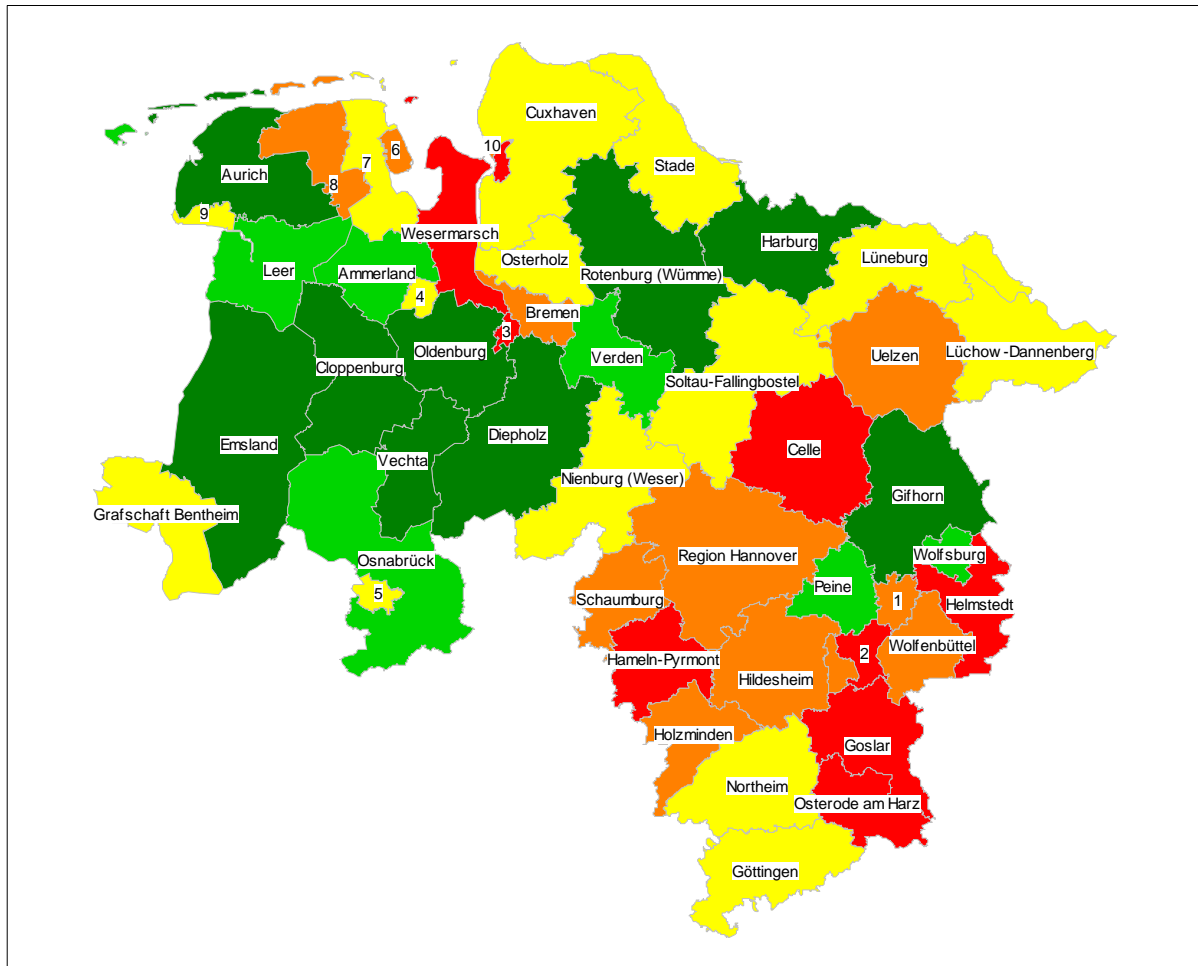 Cuxhaven
10
6
7
Stade
Aurich
8
9
Wesermarsch
Harburg
Osterholz
Lüneburg
Leer
Ammerland
Rotenburg (Wümme)
4
Bremen
3
Oldenburg
Verden
Uelzen
Lüchow-Dannenberg
Cloppenburg
Soltau-Fallingbostel
Diepholz
Emsland
Celle
Vechta
Nienburg (Weser)
Gifhorn
Grafschaft Bentheim
Region Hannover
Wolfsburg
Osnabrück
Peine
5
Schaumburg
1
Helmstedt
Wolfenbüttel
2
Hameln-Pyrmont
Hildesheim
Holzminden
Goslar
Northeim
Osterode am Harz
Göttingen